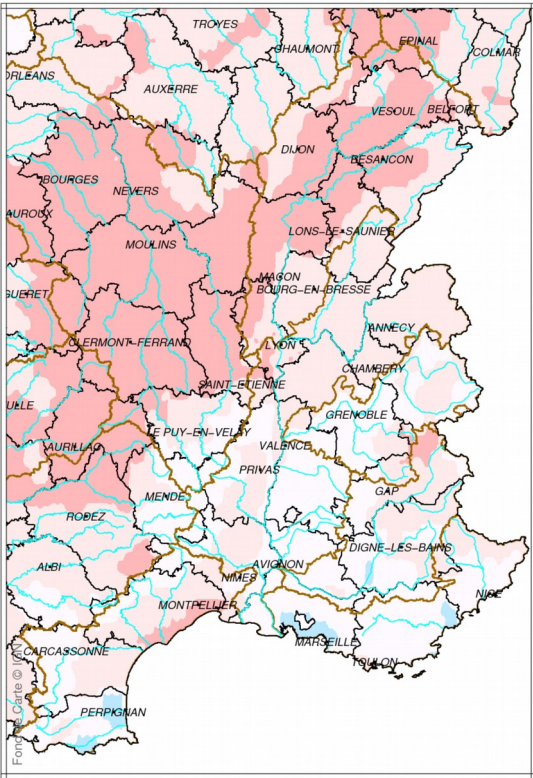 TROYES
EPINAL
CHAUMONT
COLMAR
ORLEANS
AUXERRE
VESOUL
BELFORT
DIJON
BESANCON
BOURGES
NEVERS
AUROUX
LONS-LE-SAUNIER
MOULINS
MACON
BOURG-EN-BRESSE
GUERET
ANNECY
CLERMONT-FERRAND
LYON
CHAMBERY
SAINT-ETIENNE
ULLE
GRENOBLE
LE PUY-EN-VELAY
AURILLAC
VALENCE
PRIVAS
MENDE
GAP
RODEZ
DIGNE-LES-BAINS
ALBI
AVIGNON
NIMES
NICE
MONTPELLIER
MARSEILLE
CARCASSONNE
TOULON
PERPIGNAN
Fond de Carte © IGN